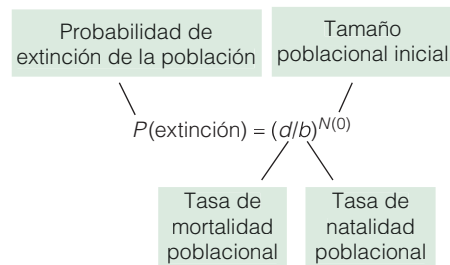 Probabilidad de
extinción de la población
Tamaño
poblacional inicial
P(extinción) = (d/b)^N(0)
Tasa de
mortalidad
poblacional
Tasa de
natalidad
poblacional